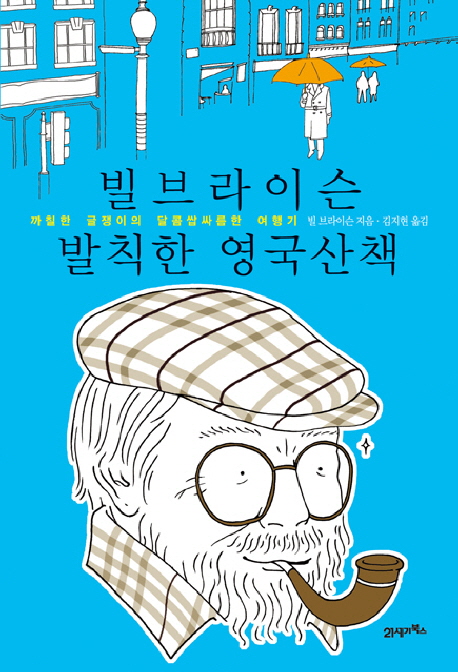 빌 브라이슨
까칠한 글쟁이의 달콤쌉싸름한 여행기 빌 브라이슨 지음 · 김지현 옮김
발칙한 영국산책
21세기북스